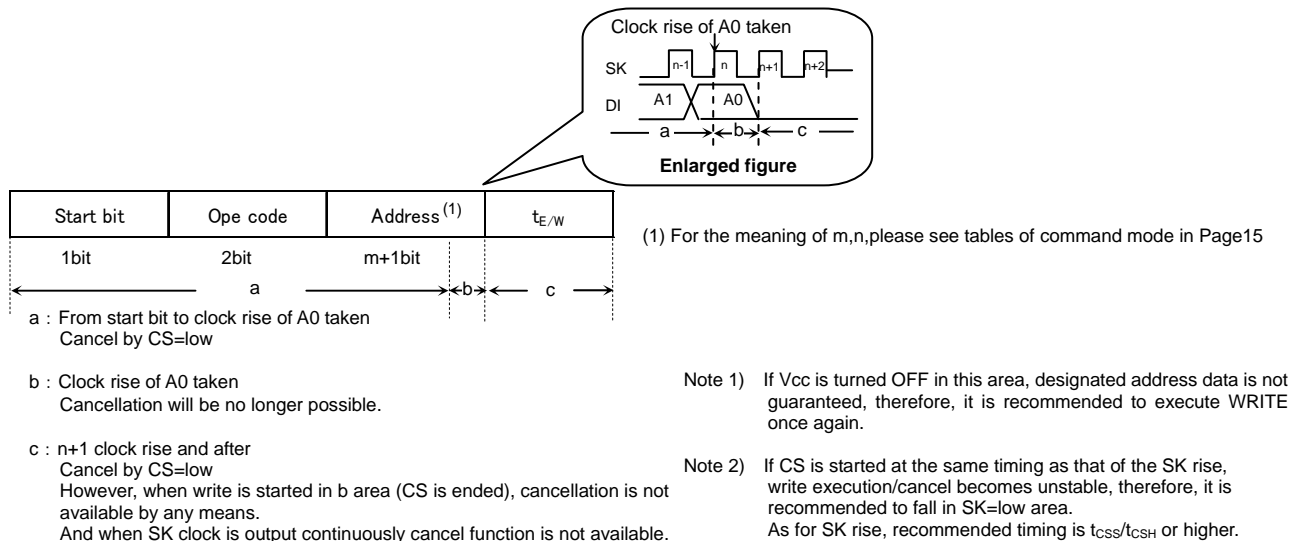 Clock rise of A0 taken
SK n-1 n n+1 n+2
DI A1 A0
a b c
Enlarged figure
Start bit Ope code Address(1) tE/W
1bit 2bit m+1bit
a b c
(1) For the meaning of m,n,please see tables of command mode in Page15
a : From start bit to clock rise of A0 taken
Cancel by CS=low
b : Clock rise of A0 taken
Cancellation will be no longer possible.
c : n+1 clock rise and after
Cancel by CS=low
However, when write is started in b area (CS is ended), cancellation is not
available by any means.
And when SK clock is output continuously cancel function is not available.
Note 1) If Vcc is turned OFF in this area, designated address data is not
guaranteed, therefore, it is recommended to execute WRITE
once again.
Note 2) If CS is started at the same timing as that of the SK rise,
write execution/cancel becomes unstable, therefore, it is
recommended to fall in SK=low area.
As for SK rise, recommended timing is tCSS/tCSH or higher.